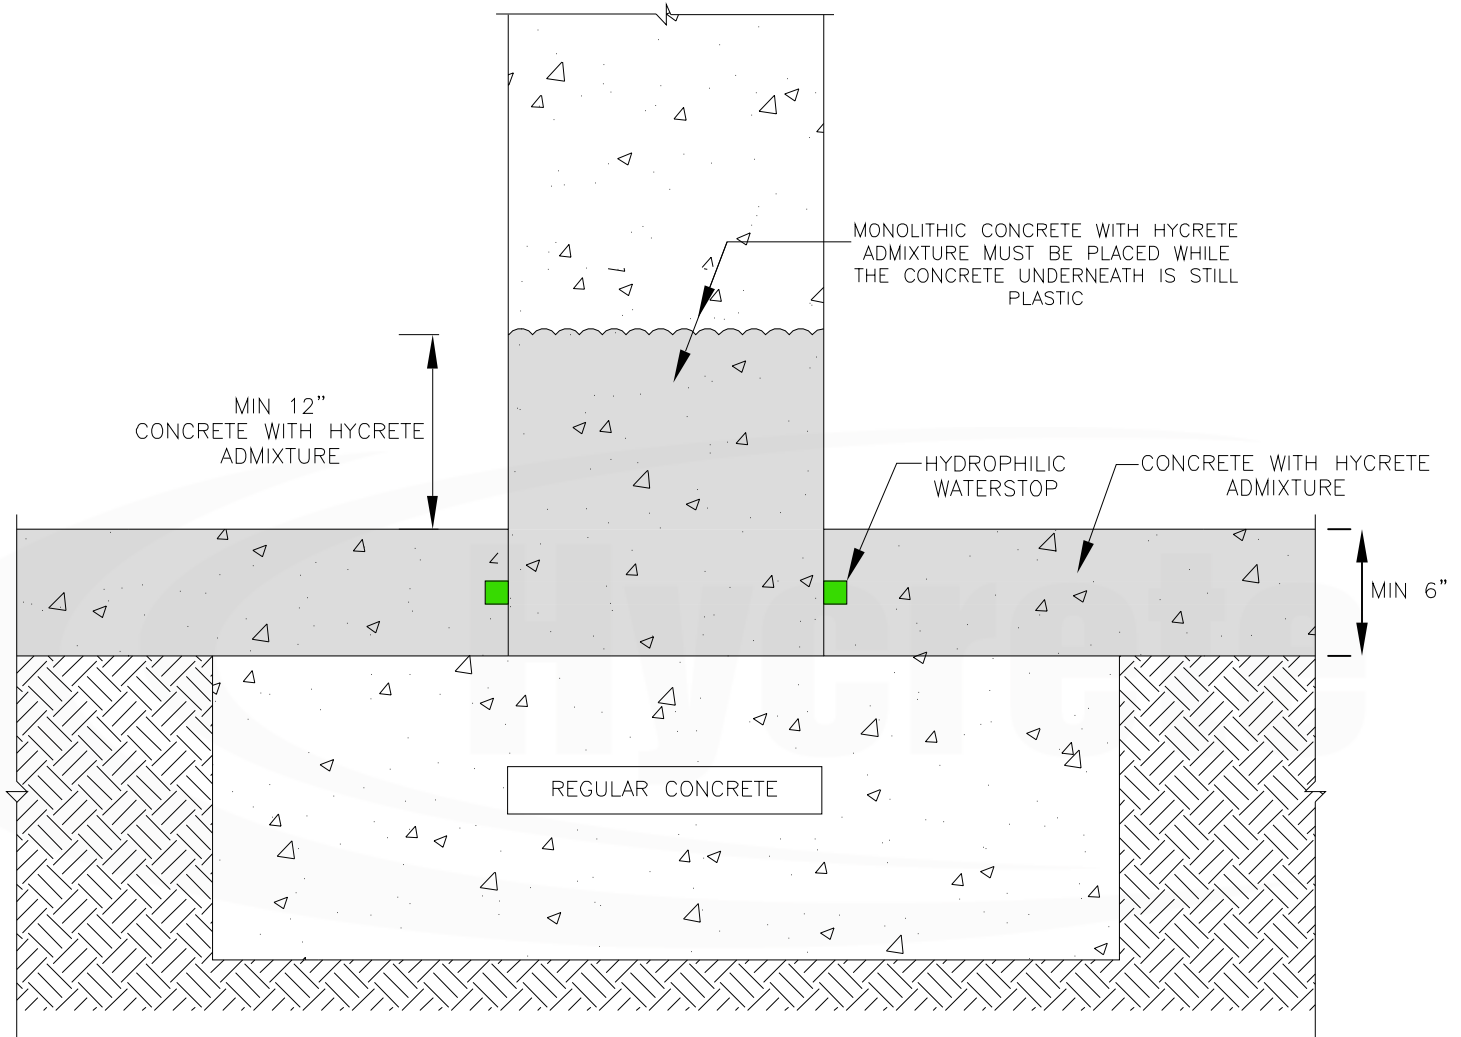 MONOLITHIC CONCRETE WITH HYCRETE
ADMIXTURE MUST BE PLACED WHILE
THE CONCRETE UNDERNEATH IS STILL
PLASTIC
MIN 12”
CONCRETE WITH HYCRETE
ADMIXTURE
HYDROPHILIC
WATERSTOP
CONCRETE WITH HYCRETE
ADMIXTURE
MIN 6”
Hycrete
REGULAR CONCRETE